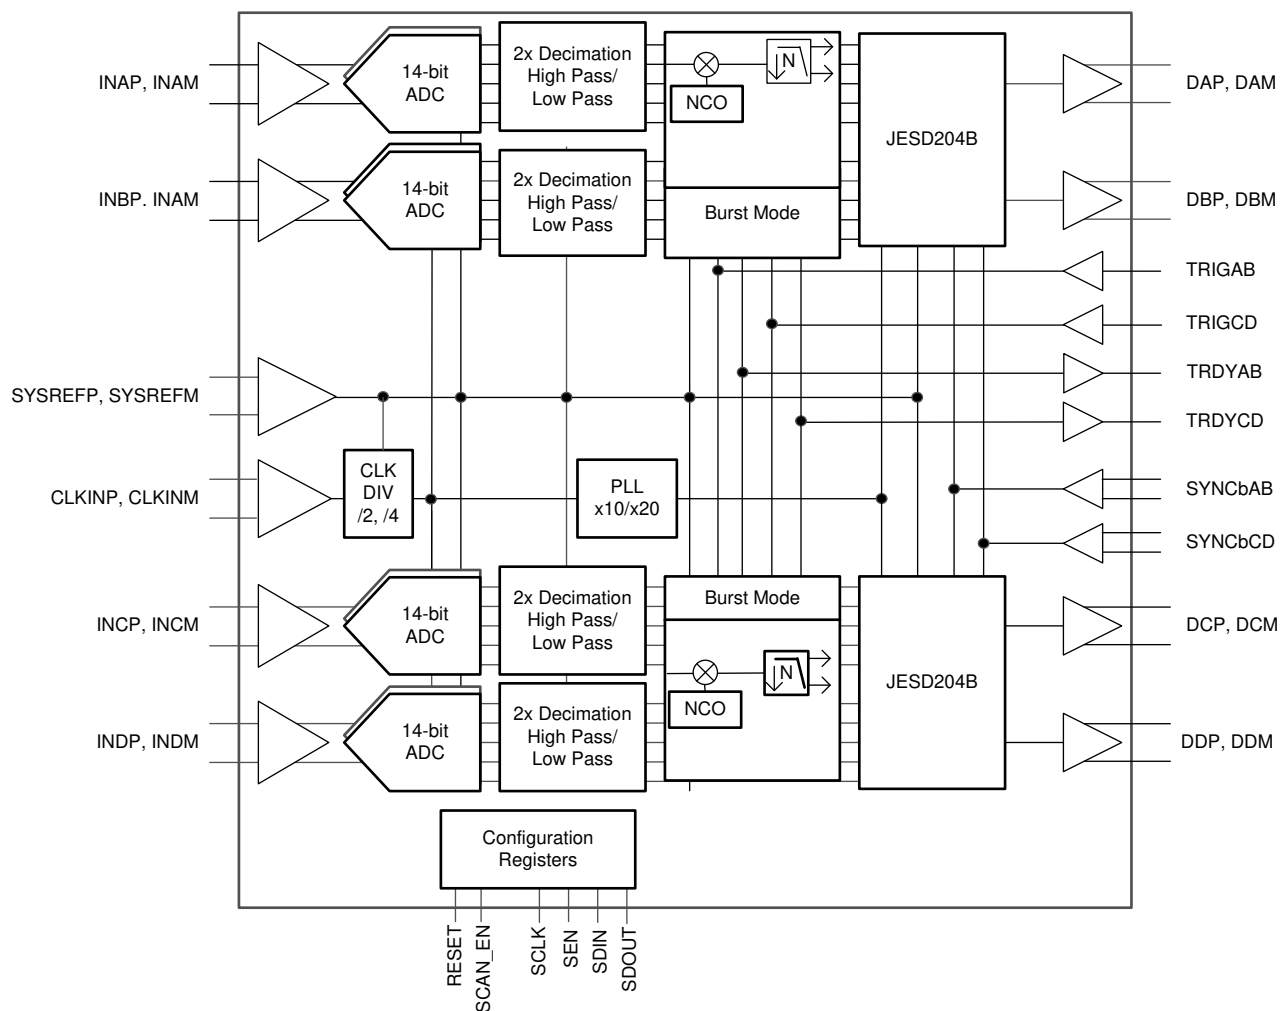 INAP, INAM
14-bit
ADC
2x Decimation
High Pass/
Low Pass
NCO
N
JESD204B
DAP, DAM
INBP. INAM
14-bit
ADC
2x Decimation
High Pass/
Low Pass
Burst Mode
DBP, DBM
TRIGAB
TRIGCD
TRDYAB
TRDYCD
SYSREFP, SYSREFM
CLKINP, CLKINM
CLK
DIV
/2, /4
PLL
x10/x20
SYNCbAB
SYNCbCD
INCP, INCM
14-bit
ADC
2x Decimation
High Pass/
Low Pass
Burst Mode
NCO
N
JESD204B
DCP, DCM
INDP, INDM
14-bit
ADC
2x Decimation
High Pass/
Low Pass
DDP, DDM
Configuration
Registers
RESET
SCAN_EN
SCLK
SEN
SDIN
SDOUT